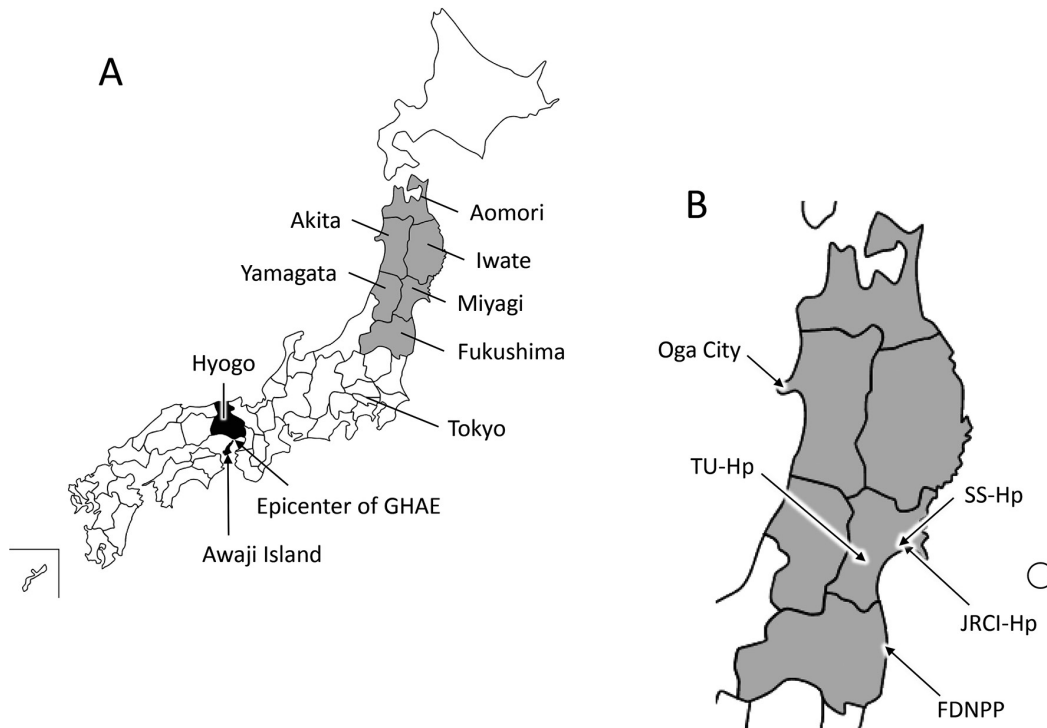 A
Akita
Aomori
Iwate
Yamagata
Miyagi
Fukushima
Hyogo
Tokyo
Epicenter of GHAE
Awaji Island
B
Oga City
TU-Hp
SS-Hp
JRCI-Hp
FDNPP